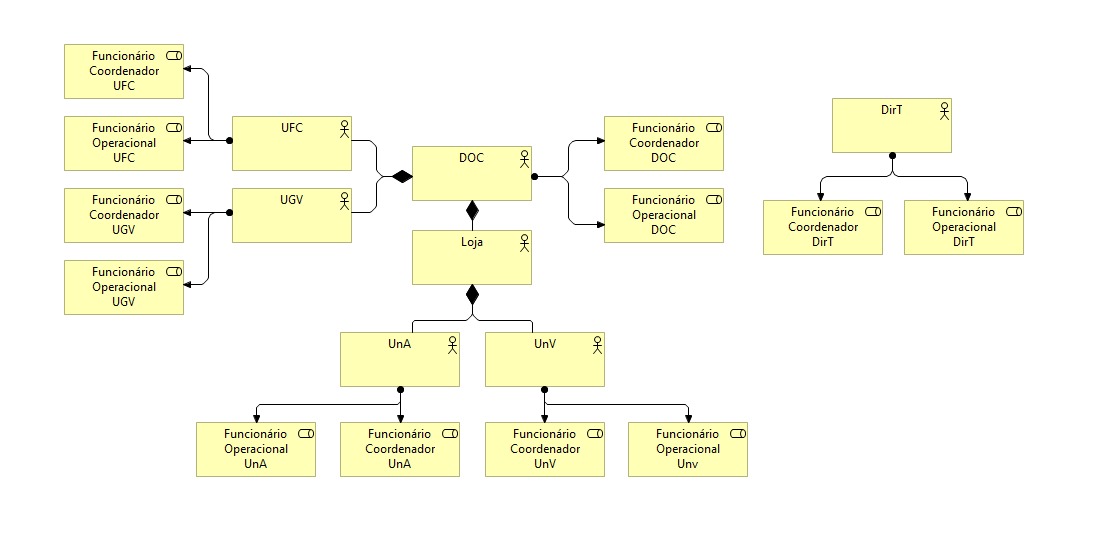 Funcionário
Coordenador
UFC
Funcionário
Operacional
UFC
UFC
Funcionário
Coordenador
UGV
UGV
Funcionário
Operacional
UGV
DOC
Loja
Funcionário
Coordenador
DOC
Funcionário
Operacional
DOC
DirT
Funcionário
Coordenador
DirT
Funcionário
Operacional
DirT
UnA
UnV
Funcionário
Operacional
UnA
Funcionário
Coordenador
UnA
Funcionário
Coordenador
UnV
Funcionário
Operacional
Unv